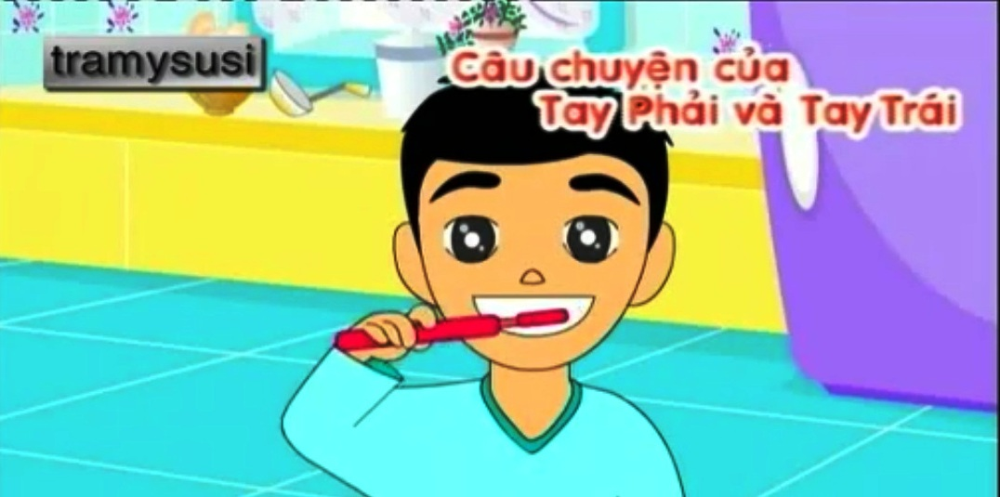 tramysusi
Câu chuyện của
Tay Phải và Tay Trái